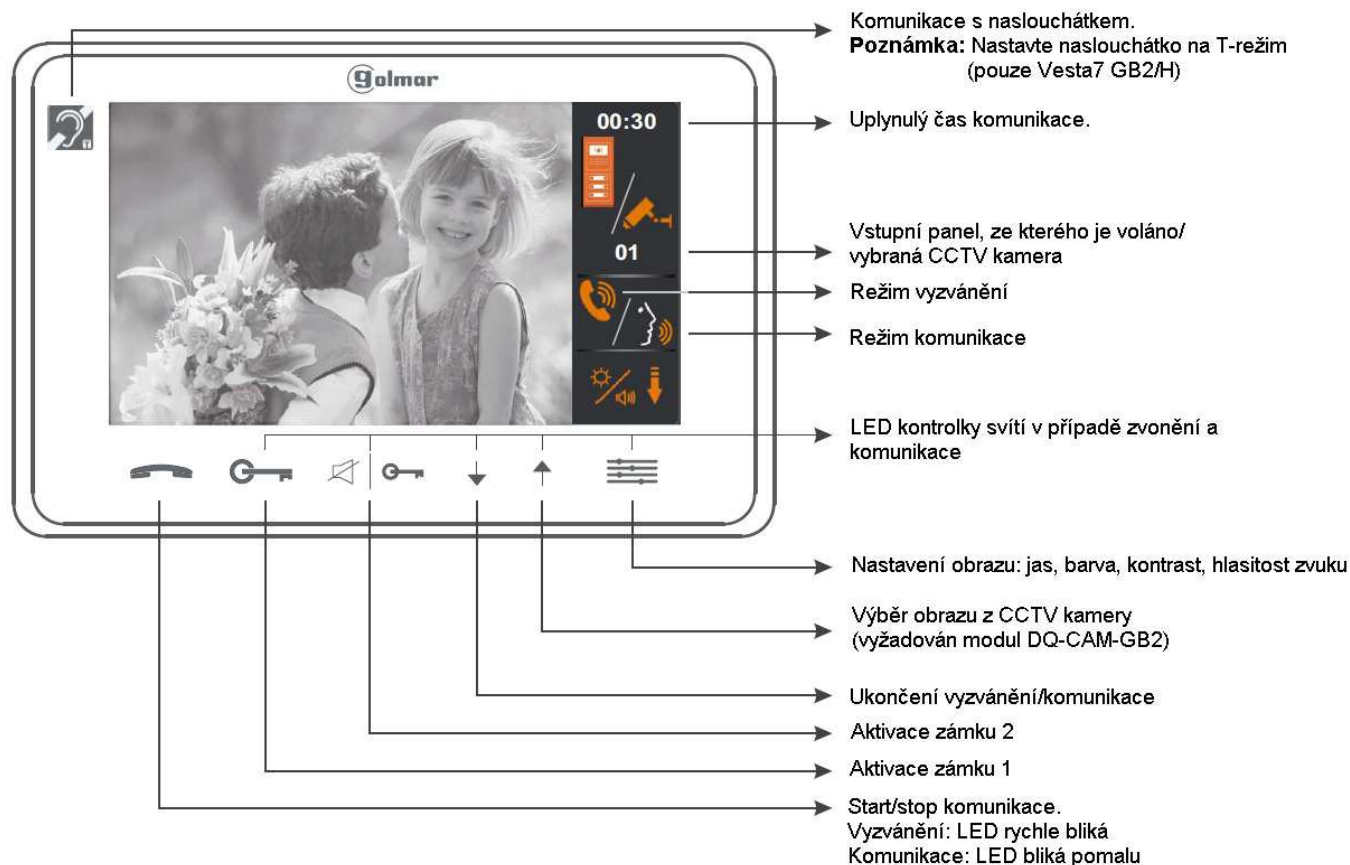 Komunikace s naslouchátkem.
Poznámka: Nastavte naslouchátko na T-režim
(pouze Vesta7 GB2/H)
golmar
T
00:30
Uplynulý čas komunikace.
Vstupní panel, ze kterého je voláno/
vybraná CCTV kamera
01
Režim vyzvánění
Režim komunikace
LED kontrolky svítí v případě zvonění a
komunikace
Nastavení obrazu: jas, barva, kontrast, hlasitost zvuku
Výběr obrazu z CCTV kamery
(vyžadován modul DQ-CAM-GB2)
Ukončení vyzvánění/komunikace
Aktivace zámku 2
Aktivace zámku 1
Start/stop komunikace.
Vyzvánění: LED rychle bliká
Komunikace: LED bliká pomalu